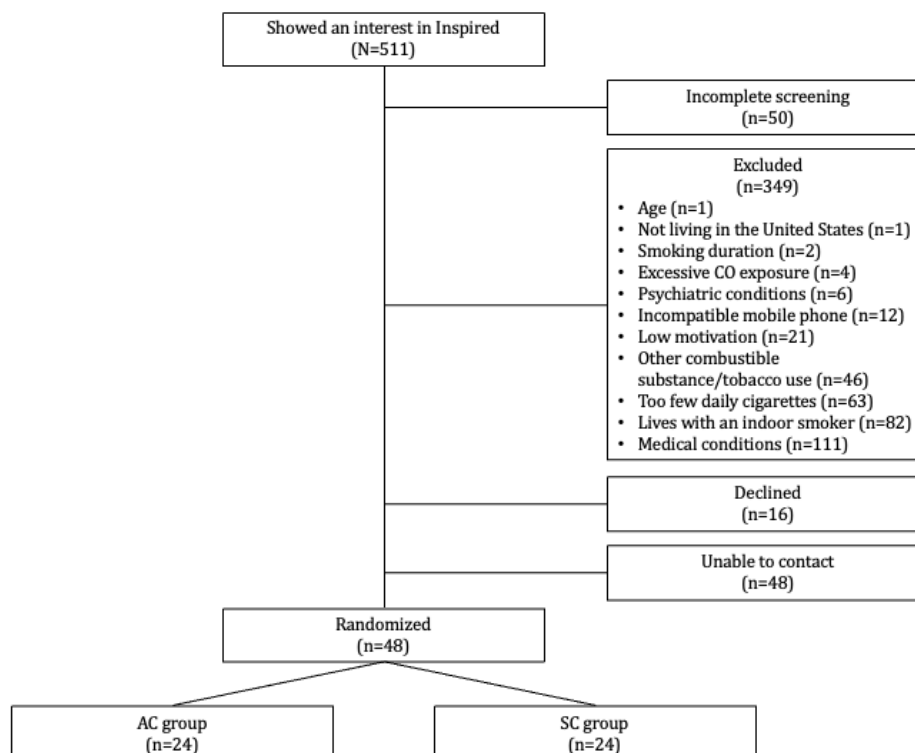 Showed an interest in Inspired
(N=511)
Incomplete screening
(n=50)
Excluded
(n=349)
• Age (n=1)
• Not living in the United States (n=1)
• Smoking duration (n=2)
• Excessive CO exposure (n=4)
• Psychiatric conditions (n=6)
• Incompatible mobile phone (n=12)
• Low motivation (n=21)
• Other combustible
substance/tobacco use (n=46)
• Too few daily cigarettes (n=63)
• Lives with an indoor smoker (n=82)
• Medical conditions (n=111)
Declined
(n=16)
Unable to contact
(n=48)
Randomized
(n=48)
AC group
(n=24)
SC group
(n=24)